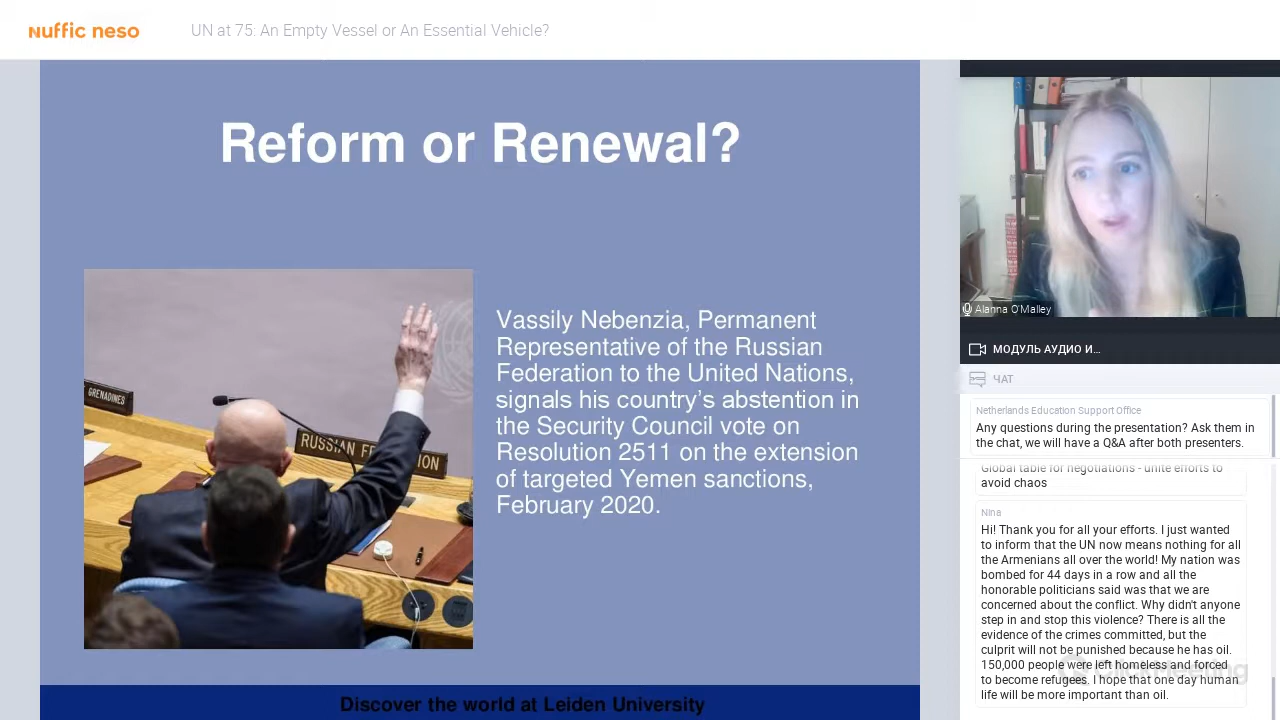 nuffic neso
UN at 75: An Empty Vessel or An Essential Vehicle?
Reform or Renewal?
GRENADINES
RUSSIAN FE
ATION
Vassily Nebenzia, Permanent
Representative of the Russian
Federation to the United Nations,
signals his country’s abstention in
the Security Council vote on
Resolution 2511 on the extension
of targeted Yemen sanctions,
February 2020.
Discover the world at Leiden University
Alanna O'Malley
МОДУЛЬ АУДИО И...
ЧАТ
Netherlands Education Support Office
Any questions during the presentation? Ask them in
the chat, we will have a Q&A after both presenters.
Global table for negotiations - unite efforts to
avoid chaos
Nina
Hi! Thank you for all your efforts. I just wanted
to inform that the UN now means nothing for all
the Armenians all over the world! My nation was
bombed for 44 days in a row and all the
honorable politicians said was that we are
concerned about the conflict. Why didn't anyone
step in and stop this violence? There is all the
evidence of the crimes committed, but the
culprit will not be punished because he has oil.
150,000 people were left homeless and forced
to become refugees. I hope that one day human
life will be more important than oil.